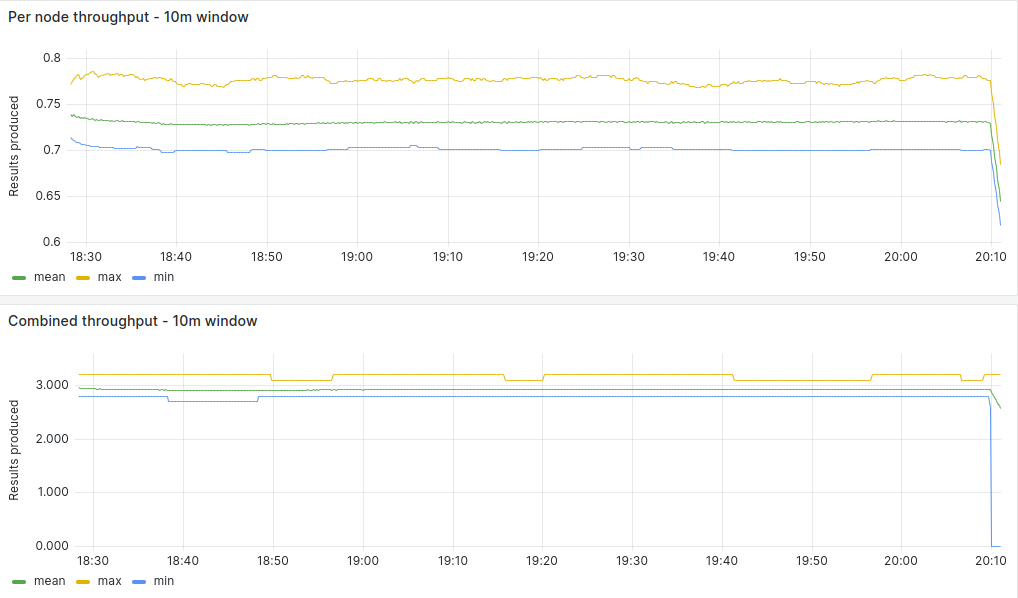 Per node throughput - 10m window
Results produced
0.8
0.75
0.7
0.65
0.6
18:30 18:40 18:50 19:00 19:10 19:20 19:30 19:40 19:50 20:00 20:10
mean max min
Combined throughput - 10m window
Results produced
3.000
2.000
1.000
0.000
18:30 18:40 18:50 19:00 19:10 19:20 19:30 19:40 19:50 20:00 20:10
mean max min